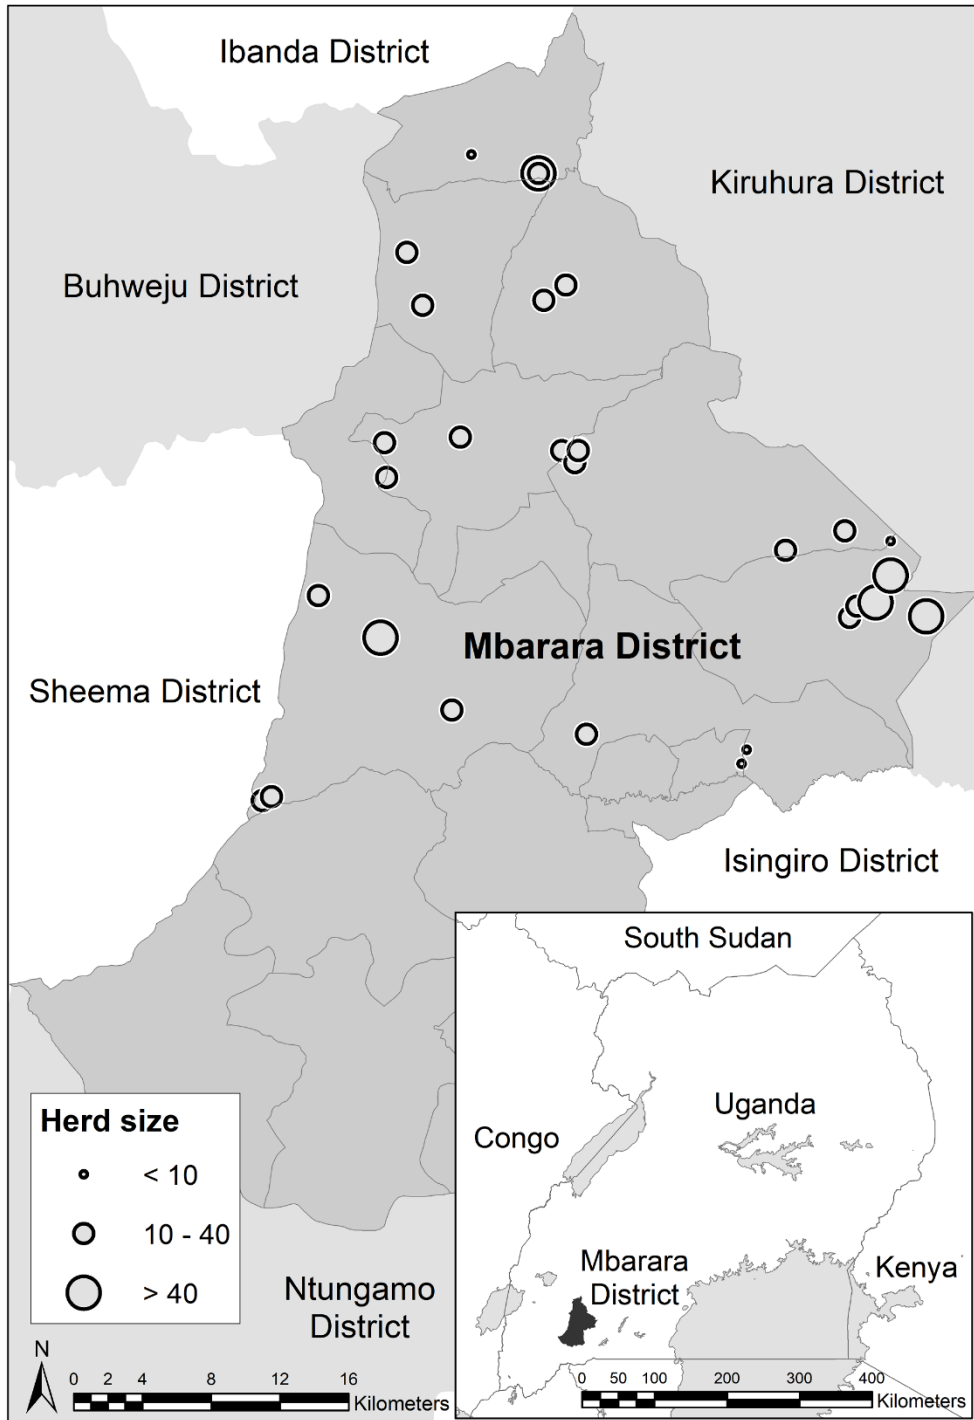 Ibanda District
Kiruhura District
Buhweju District
Mbarara District
Sheema District
Isingiro District
South Sudan
Uganda
Congo
Mbarara
District
Kenya
0 50 100 200 300 400
Kilometers
Herd size
< 10
10 - 40
> 40
Ntungamo
District
N
0 2 4 8 12 16
Kilometers